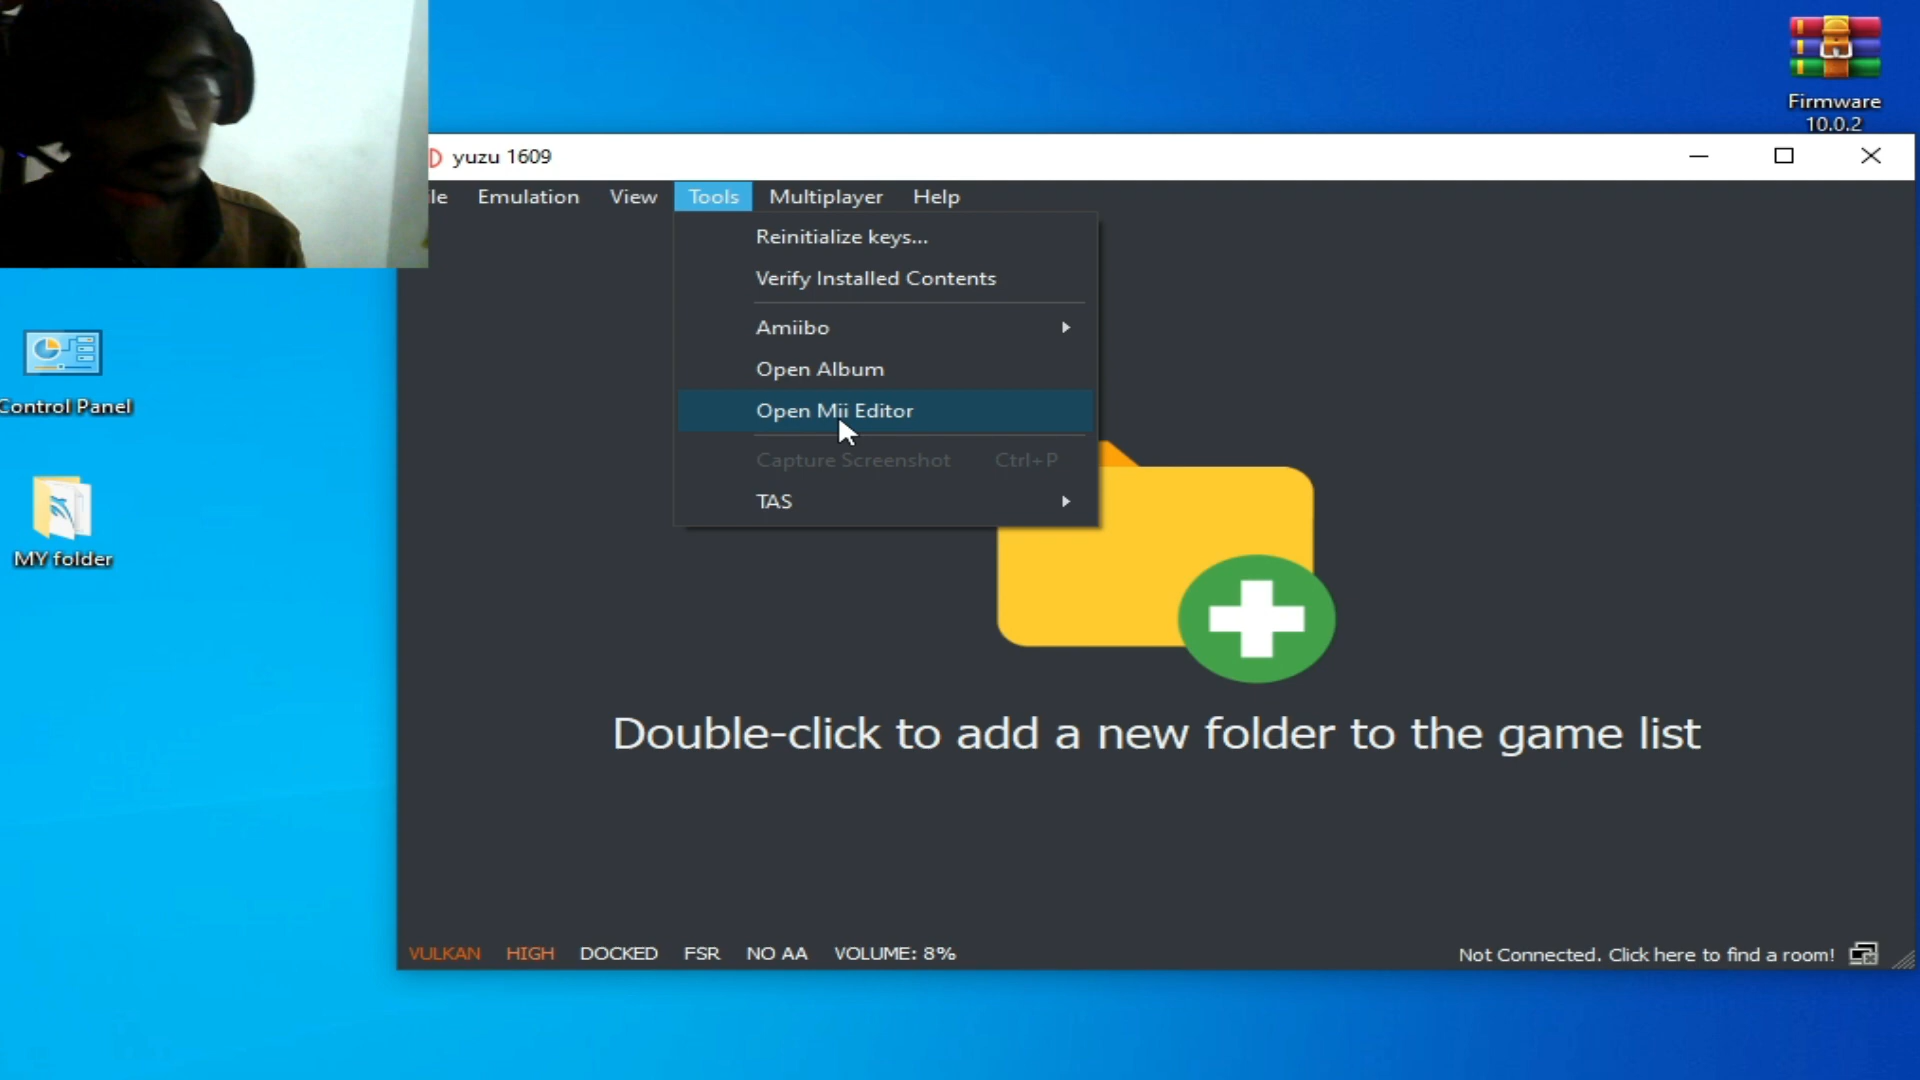 Firmware
10.0.2
yuzu 1609
le Emulation View Tools Multiplayer Help
Reinitialize keys...
Verify Installed Contents
Amiibo
Open Album
Open Mii Editor
Capture Screenshot Ctrl+P
TAS
Control Panel
MY folder
Double-click to add a new folder to the game list
VULKAN HIGH DOCKED FSR NO AA VOLUME: 8%
Not Connected. Click here to find a room!